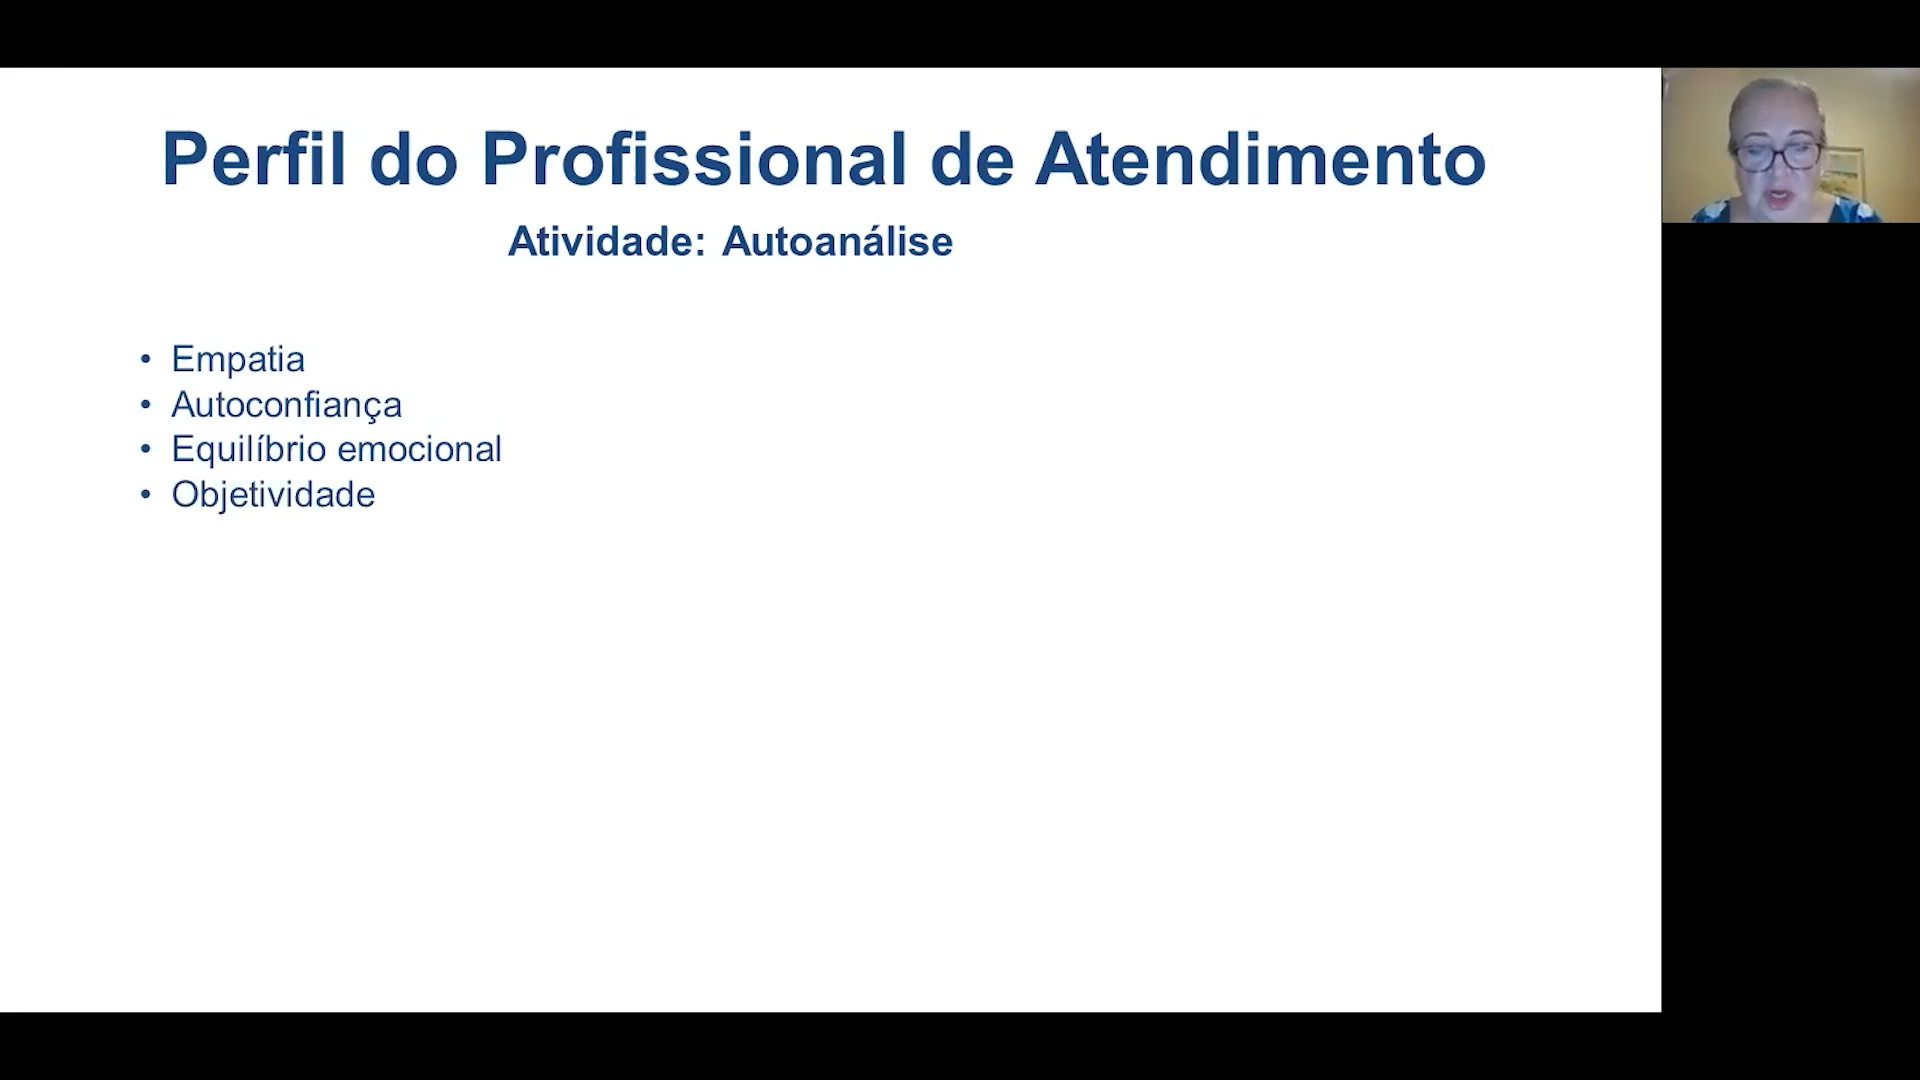 Perfil do Profissional de Atendimento
Atividade: Autoanálise
• Empatia
• Autoconfiança
• Equilíbrio emocional
• Objetividade